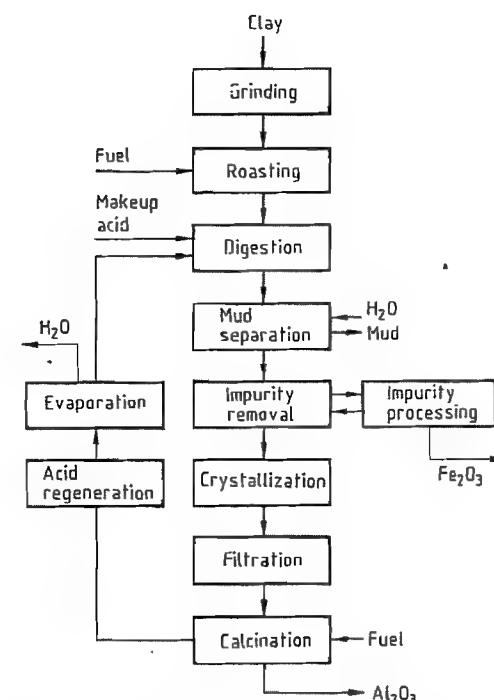 Clay
Grinding
Fuel
Roasting
Makeup
acid
Digestion
Mud
separation
H₂O
Mud
H₂O
Evaporation
Impurity
removal
Impurity
processing
Fe₂O₃
Acid
regeneration
Crystallization
Filtration
Calcination
Fuel
Al₂O₃